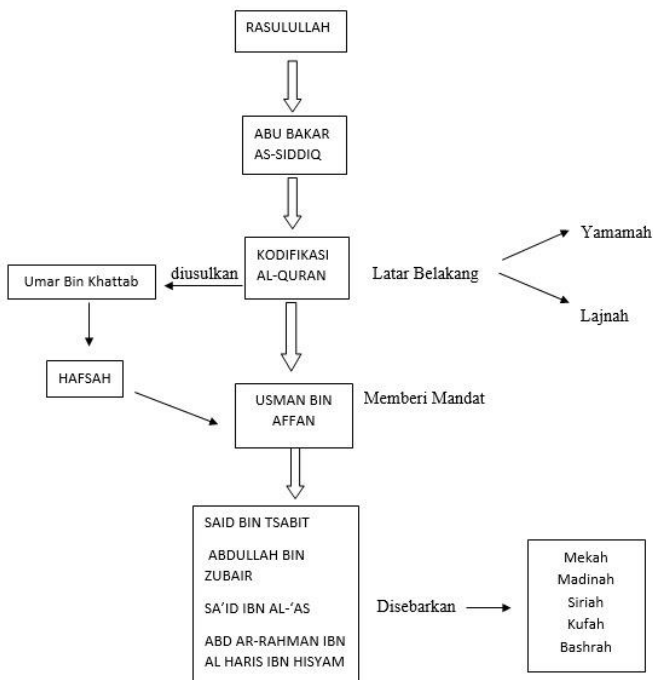 RASULULLAH
ABU BAKAR
AS-SIDDIQ
KODIFIKASI
AL-QURAN
diusulkan
Umar Bin Khattab
Latar Belakang
Yamamah
Lajnah
HAFSAH
USMAN BIN
AFFAN
Memberi Mandat
SAID BIN TSABIT
ABDULLAH BIN
ZUBAIR
SA’ID IBN AL-‘AS
ABD AR-RAHMAN IBN
AL HARIS IBN HISYAM
Disebarkan
Mekah
Madinah
Siriah
Kufah
Bashrah